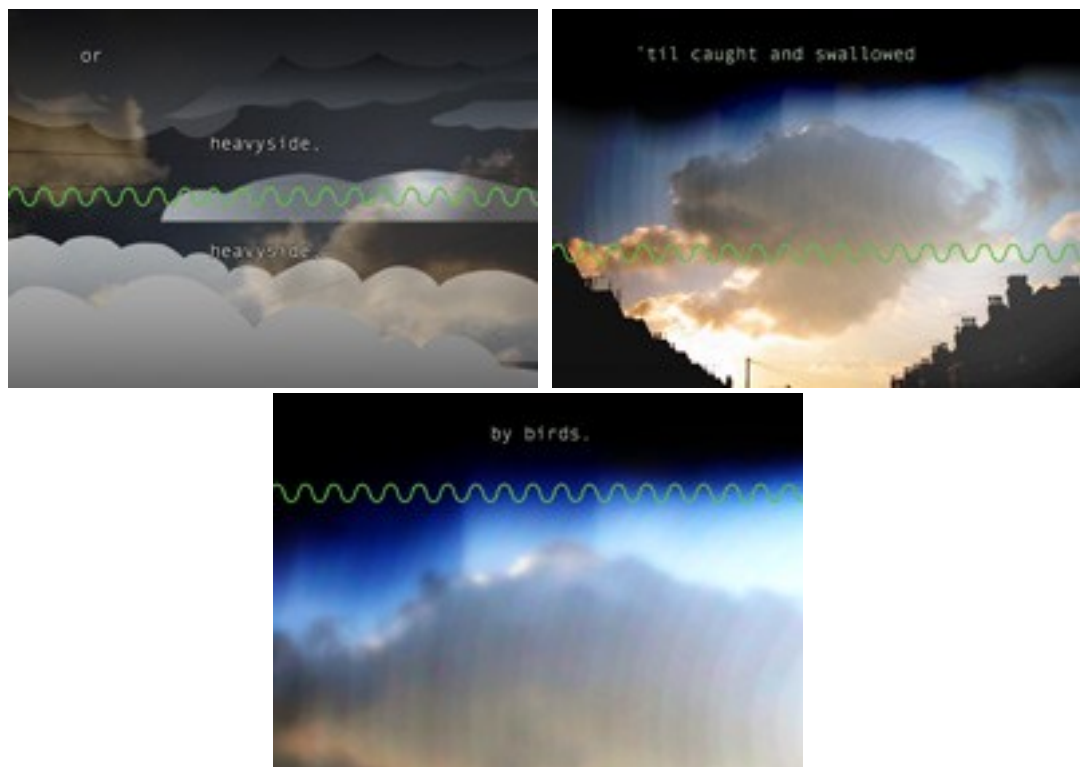 or
heavyside.
heavyside.
'til caught and swallowed
by birds.